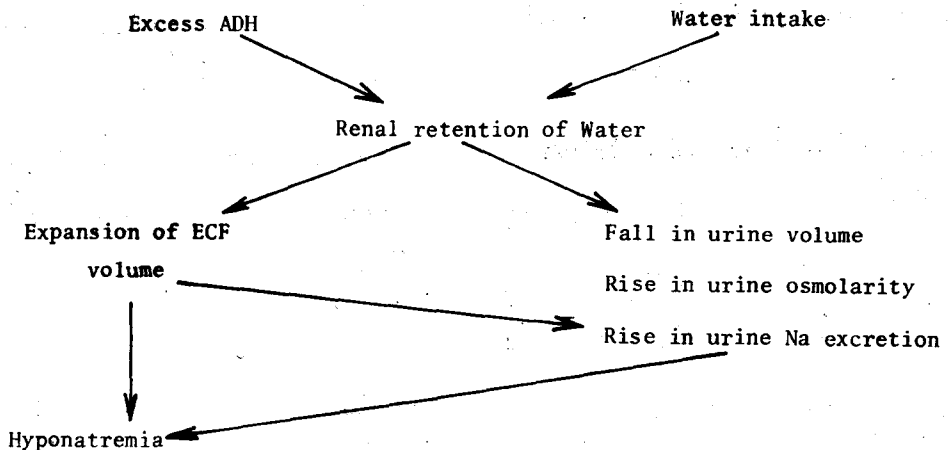 Excess ADH
Water intake
Renal retention of Water
Expansion of ECF
volume
Fall in urine volume
Rise in urine osmolarity
Rise in urine Na excretion
Hyponatremia